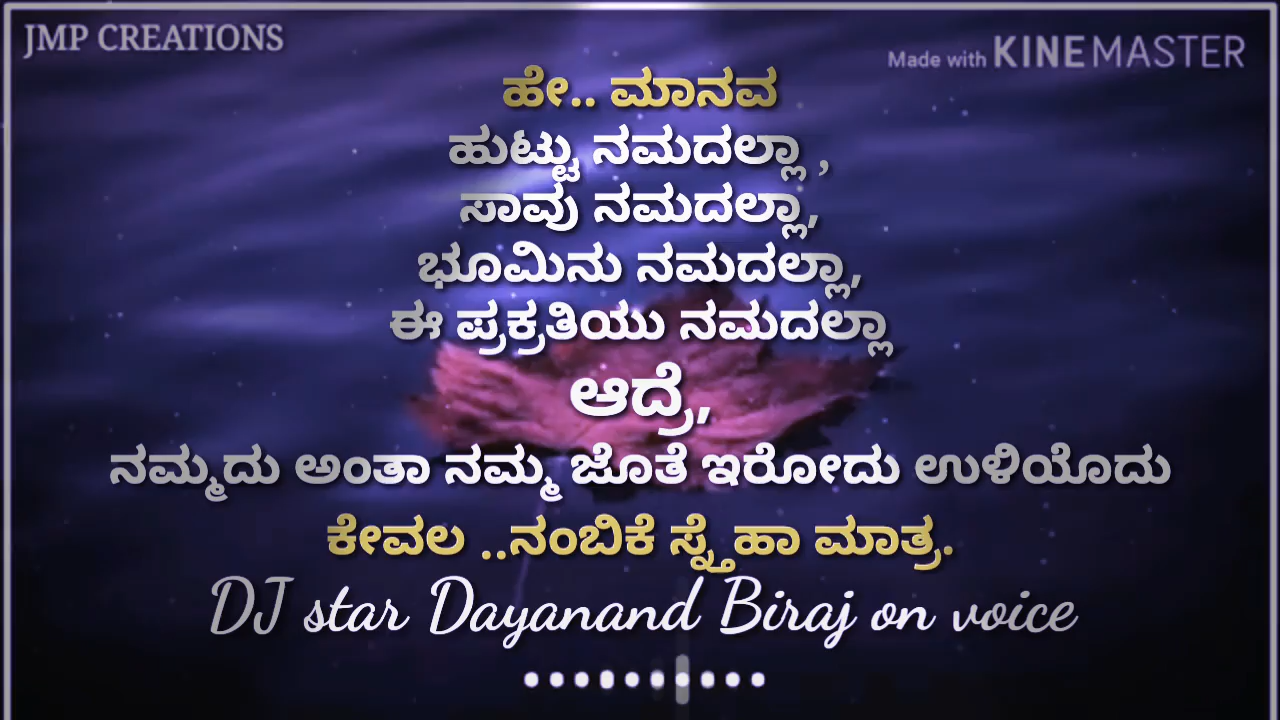 JMP CREATIONS
Made with KINEMASTER
ಹೇ.. ಮಾನವ
ಹುಟ್ಟು ನಮದಲ್ಲಾ ,
ಸಾವು ನಮದಲ್ಲಾ,
ಭೂಮಿನು ನಮದಲ್ಲಾ,
ಈ ಪ್ರಕ್ರತಿಯು ನಮದಲ್ಲಾ
ಆದ್ರೆ,
ನಮ್ಮದು ಅಂತಾ ನಮ್ಮ ಜೊತೆ ಇರೋದು ಉಳಿಯೊದು
ಕೇವಲ ..ನಂಬಿಕೆ ಸ್ನೆಹಾ ಮಾತ್ರ.
DJ star Dayanand Biraj on voice